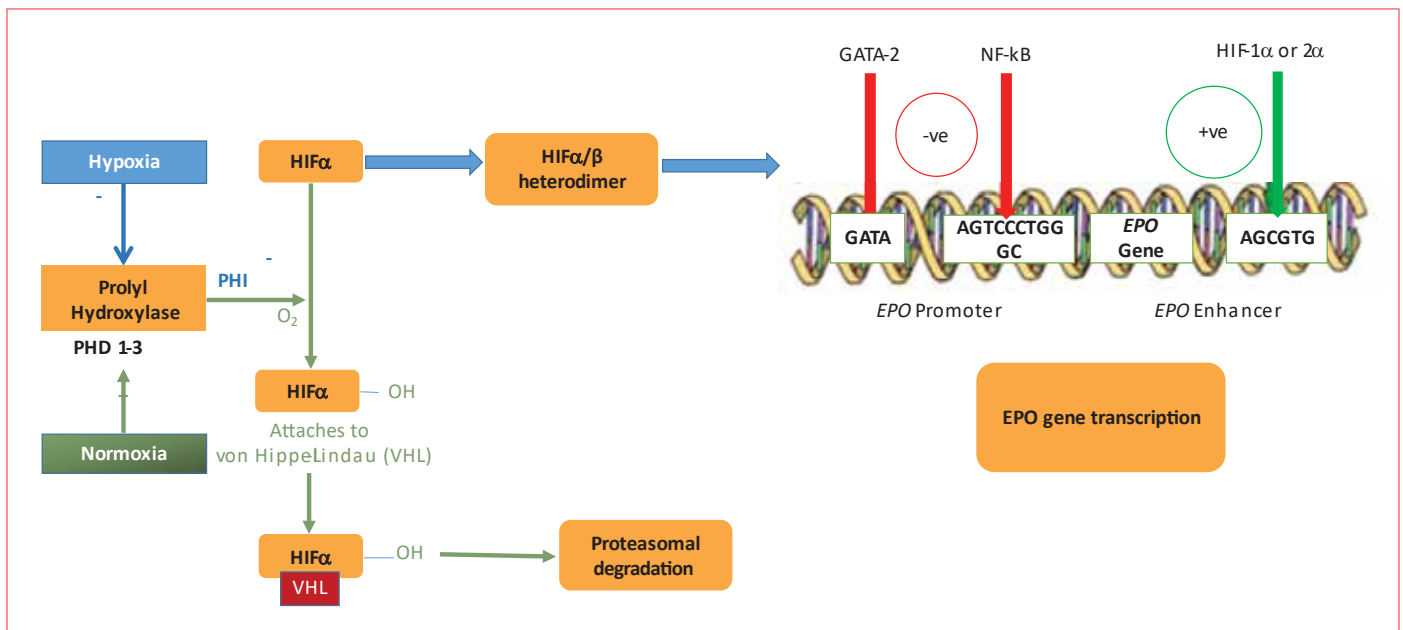 GATA-2
NF-kB
HIF-1α or 2α
-ve
+ve
Hypoxia
-
HIFα
HIFα/β
heterodimer
GATA
AGTCCCTGG
GC
EPO
Gene
AGCGTG
EPO Promoter
EPO Enhancer
Prolyl
Hydroxylase
PHI
-
O2
PHD 1-3
HIFα
OH
Attaches to
von HippeLindau (VHL)
Normoxia
HIFα
OH
VHL
Proteasomal
degradation
EPO gene transcription